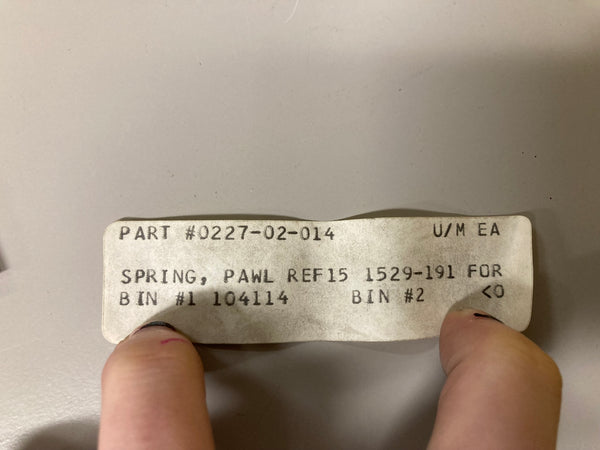 PART #0227-02-014 U/M EA
SPRING, PAWL REF15 1529-191 FOR
BIN #1 104114 BIN #2 <0